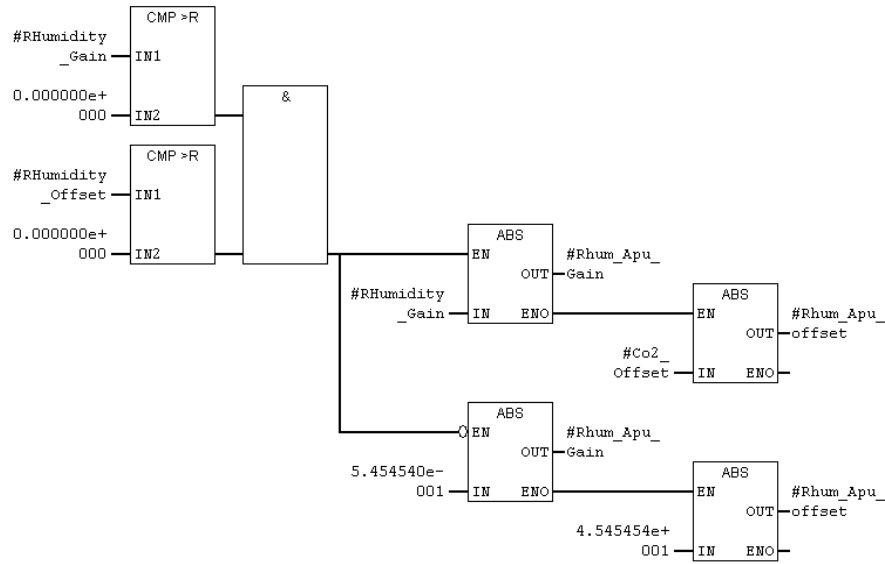 CMP >R
#RHumidity
_Gain
IN1
0.000000e+
000
IN2
&
CMP >R
#RHumidity
_Offset
IN1
0.000000e+
000
IN2
ABS
EN
#Rhum_Apu_
OUT
Gain
#RHumidity
_Gain
IN
ENO
ABS
EN
#Rhum_Apu_
OUT
offset
#Co2_
Offset
IN
ENO
ABS
EN
#Rhum_Apu_
OUT
Gain
5.454540e-
001
IN
ENO
ABS
EN
#Rhum_Apu_
OUT
offset
4.545454e+
001
IN
ENO